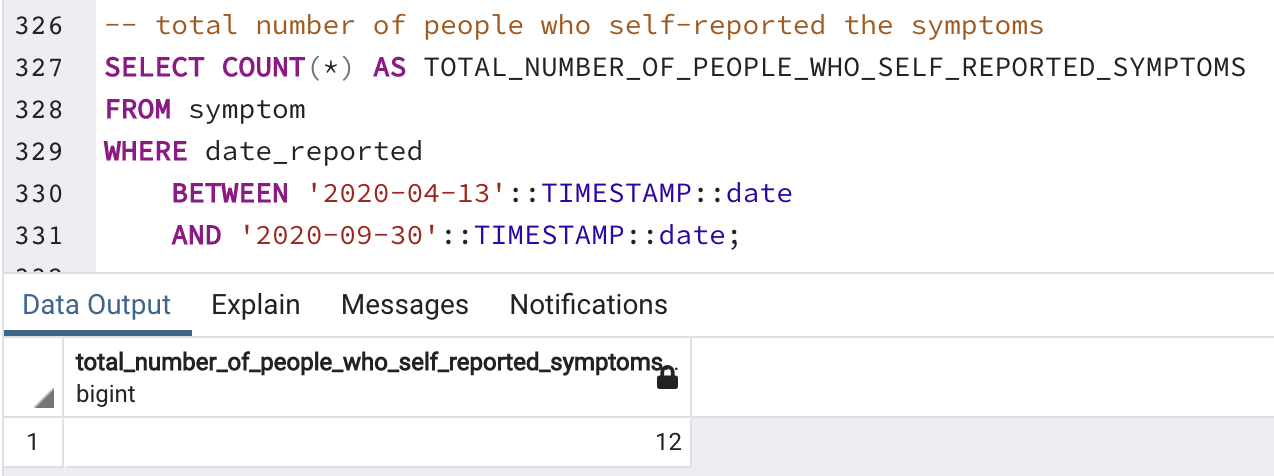 326 -- total number of people who self-reported the symptoms
327 SELECT COUNT(*) AS TOTAL_NUMBER_OF_PEOPLE_WHO_SELF_REPORTED_SYMPTOMS
328 FROM symptom
329 WHERE date_reported
330 BETWEEN '2020-04-13'::TIMESTAMP::date
331 AND '2020-09-30'::TIMESTAMP::date;
Data Output Explain Messages Notifications
total_number_of_people_who_self_reported_symptoms
bigint
1 12